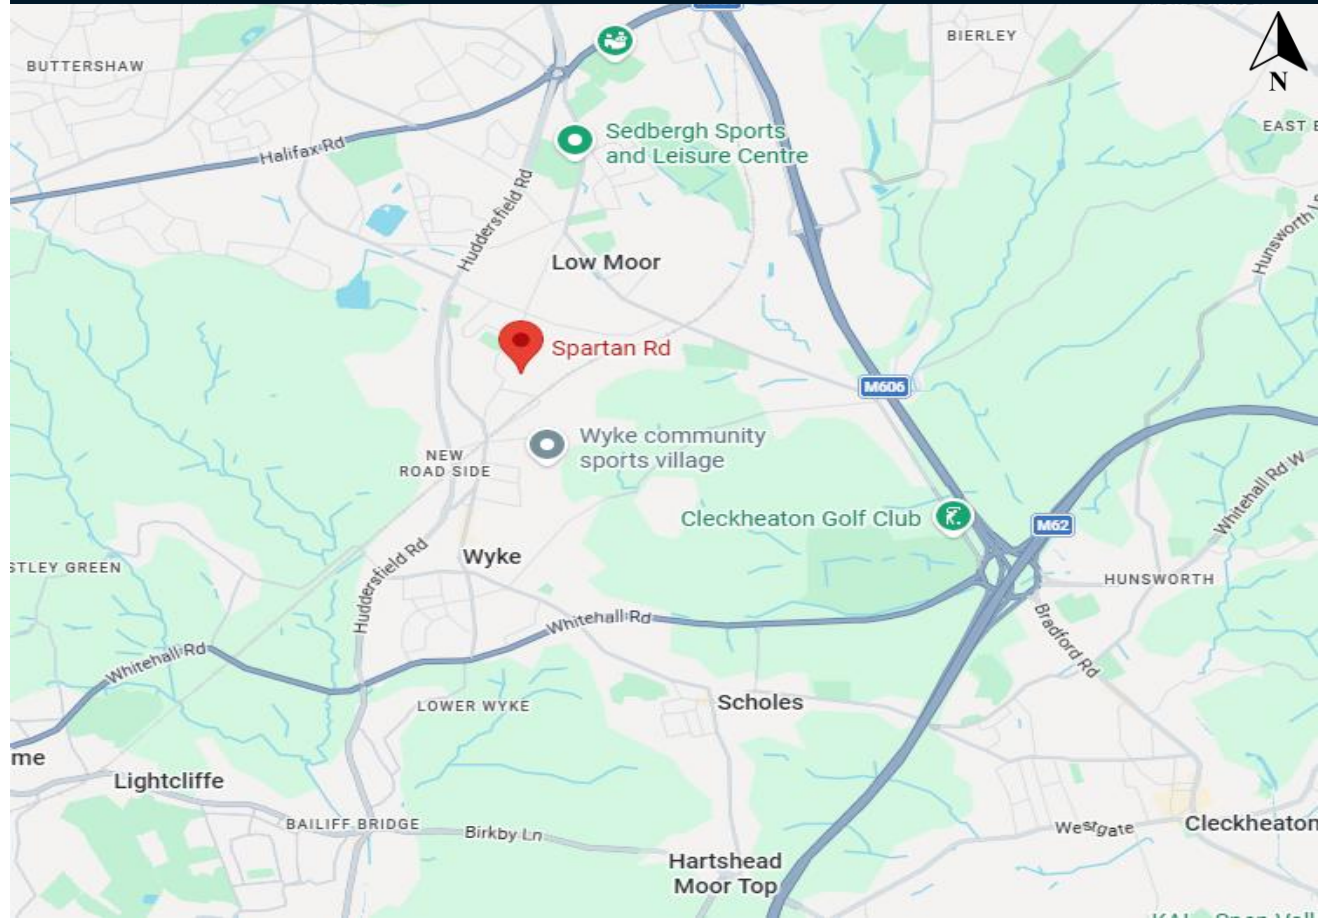 BUTTERSHAW
BIERLEY
N
EAST
Sedbergh Sports
and Leisure Centre
Halifax Rd
Huddersfield Rd
Hunsworth
Low Moor
Spartan Rd
M606
Wyke community
sports village
NEW
ROAD SIDE
Whitehall Rd W
Cleckheaton Golf Club
M62
Wyke
STLEY GREEN
Huddersfield Rd
HUNSWORTH
Whitehall Rd
Bradford Rd
Whitehall Rd
LOWER WYKE
Scholes
me
Lightcliffe
BAILIFF BRIDGE
Birkby Ln
Westgate
Cleckheaton
Hartshead
Moor Top